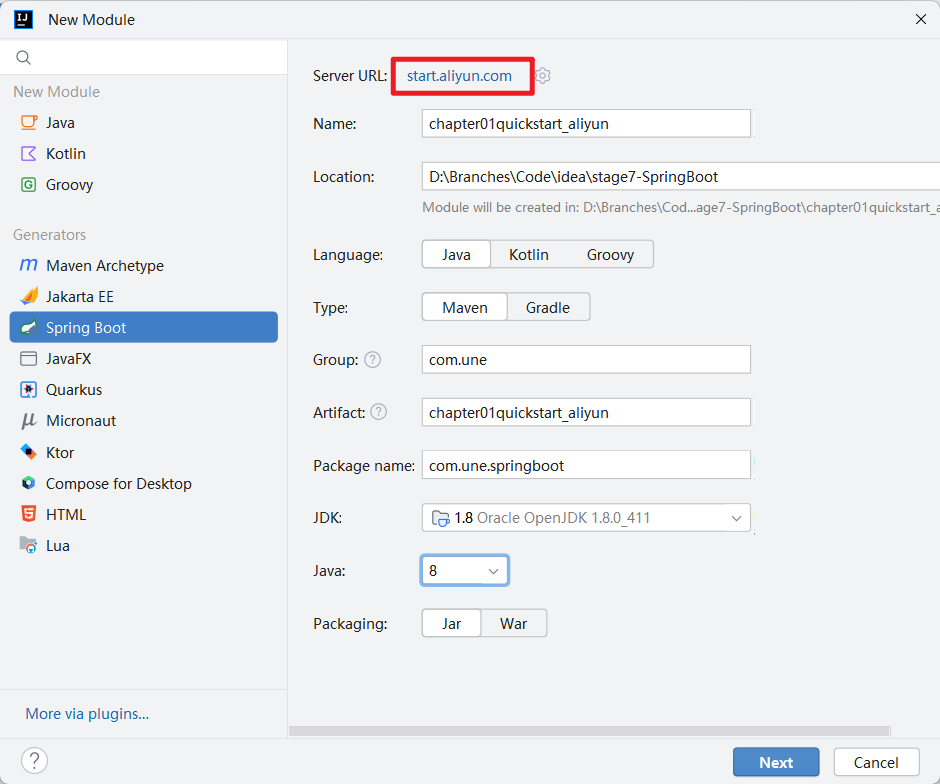 New Module
Server URL: start.aliyun.com
New Module
Java
Kotlin
Groovy
Generators
Maven Archetype
Jakarta EE
Spring Boot
JavaFX
Quarkus
Micronaut
Ktor
Compose for Desktop
HTML
Lua
More via plugins...
Name: chapter01quickstart_aliyun
Location: D:\Branches\Code\idea\stage7-SpringBoot
Module will be created in: D:\Branches\Cod...age7-SpringBoot\chapter01quickstart_a
Language: Java Kotlin Groovy
Type: Maven Gradle
Group: ? com.une
Artifact: ? chapter01quickstart_aliyun
Package name: com.une.springboot
JDK: 1.8 Oracle OpenJDK 1.8.0_411
Java: 8
Packaging: Jar War
? Next Cancel